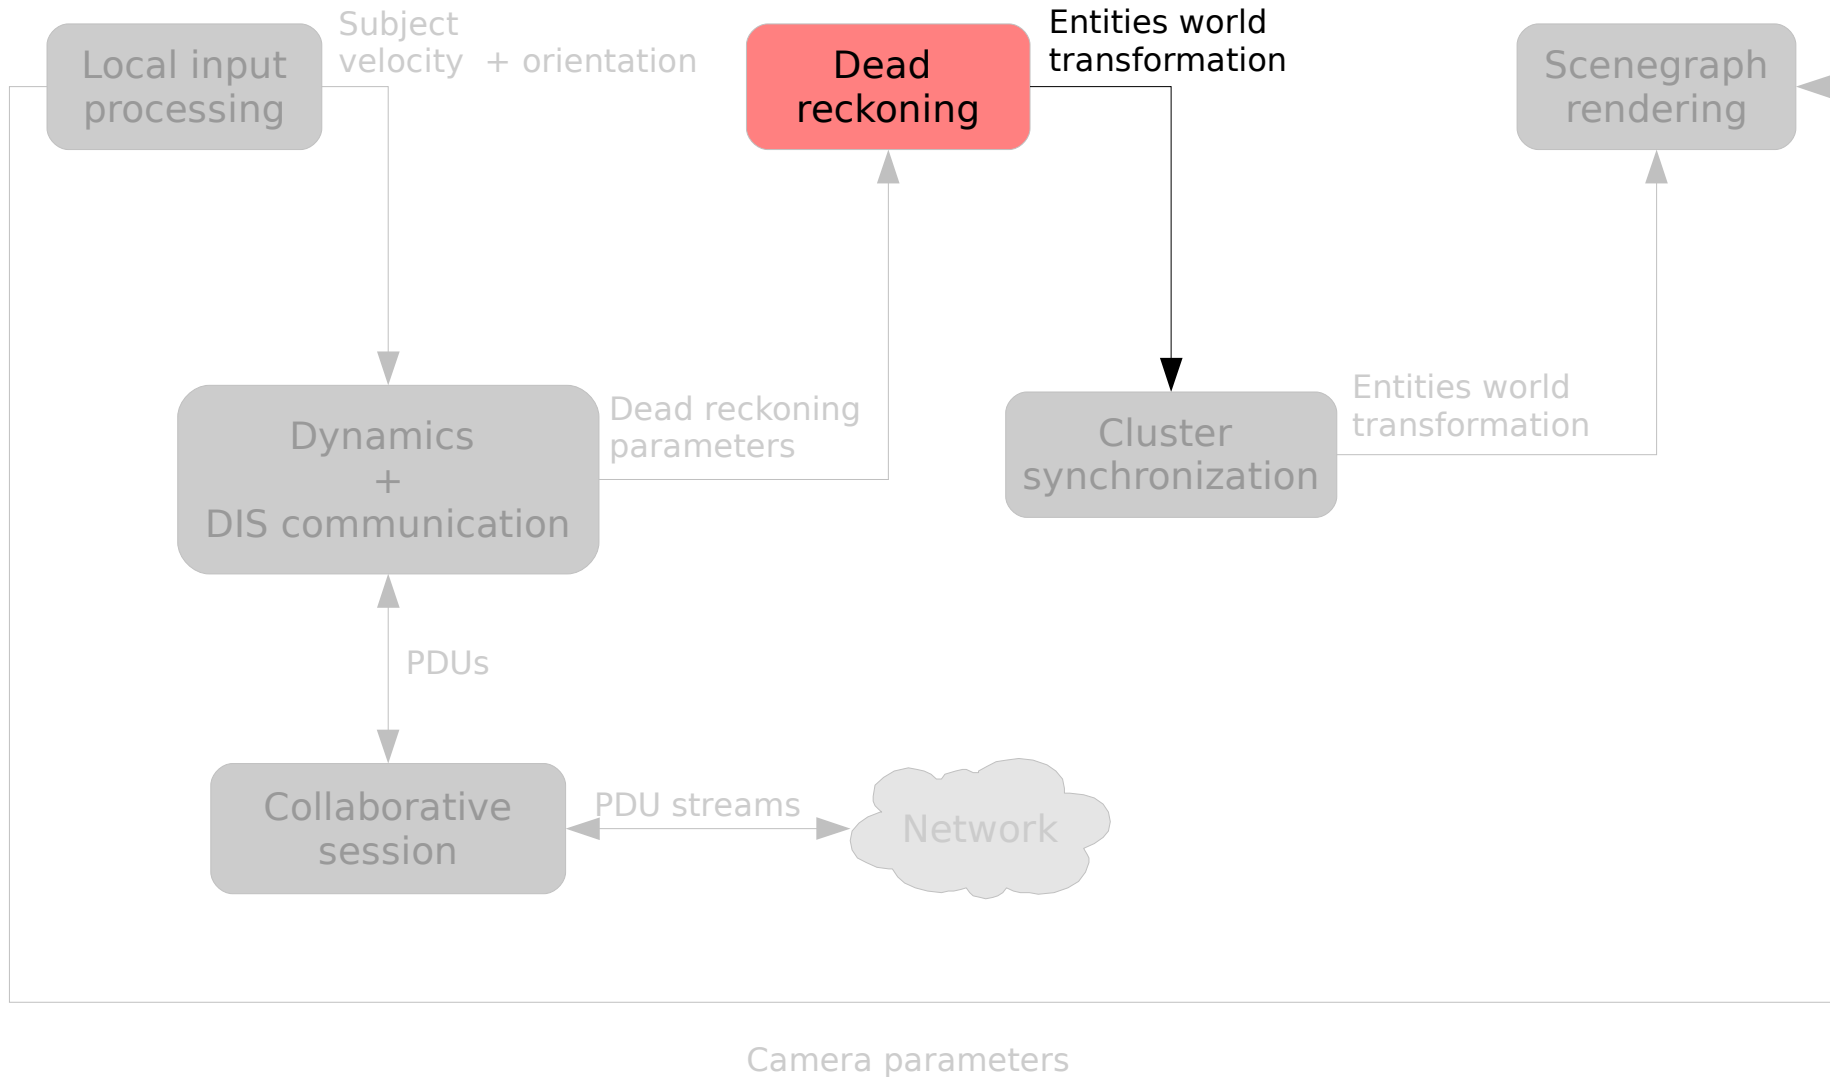 Local input
processing
Subject
velocity  + orientation
Dead
reckoning
Entities world
transformation
Scenegraph
rendering
Dynamics
+
DIS communication
Dead reckoning
parameters
Cluster
synchronization
Entities world
transformation
PDUs
Collaborative
session
PDU streams
Network
Camera parameters